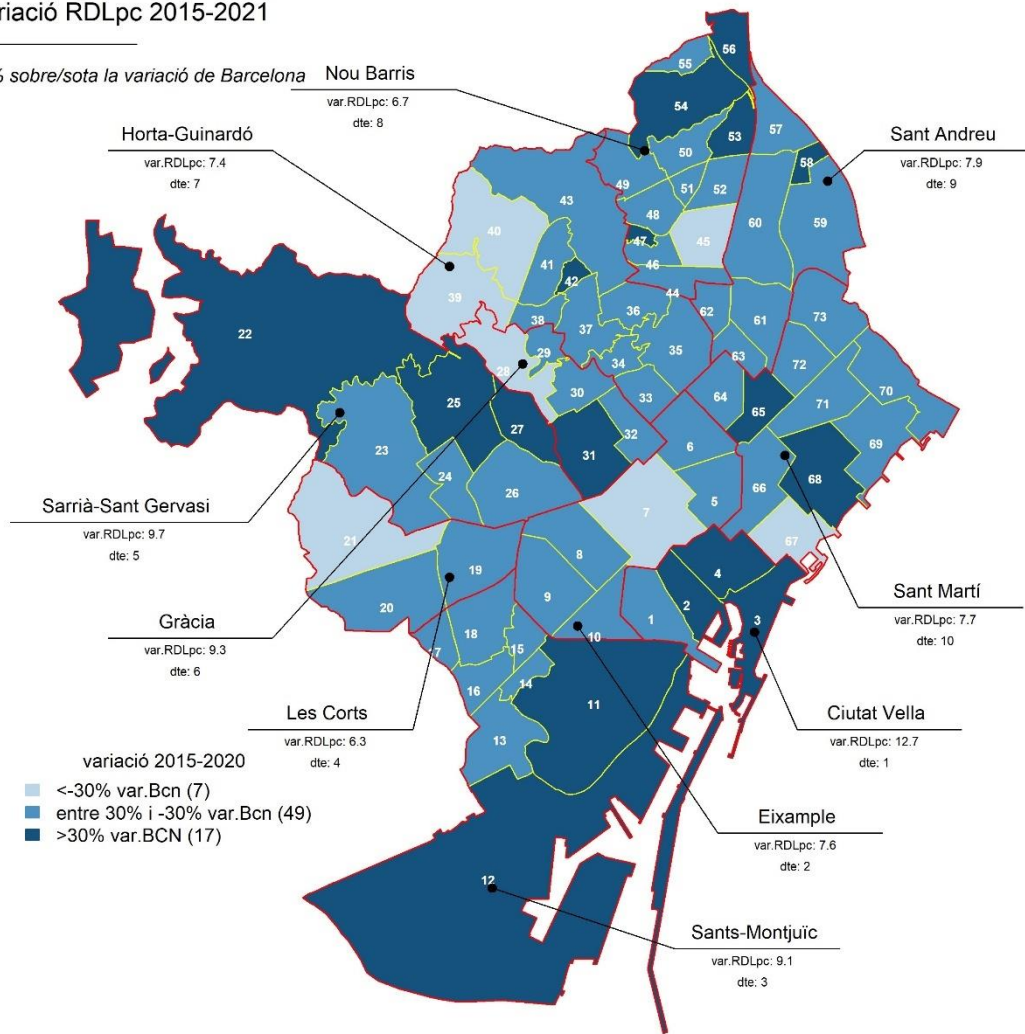 riació RDLpc 2015-2021
% sobre/sota la variació de Barcelona
Nou Barris
var.RDLpc: 6.7
dte: 8
Horta-Guinardó
var.RDLpc: 7.4
dte: 7
Sant Andreu
var.RDLpc: 7.9
dte: 9
Sarrià-Sant Gervasi
var.RDLpc: 9.7
dte: 5
Gràcia
var.RDLpc: 9.3
dte: 6
Sant Martí
var.RDLpc: 7.7
dte: 10
Les Corts
var.RDLpc: 6.3
dte: 4
Ciutat Vella
var.RDLpc: 12.7
dte: 1
Eixample
var.RDLpc: 7.6
dte: 2
Sants-Montjuïc
var.RDLpc: 9.1
dte: 3
variació 2015-2020
<-30% var.Bcn (7)
entre 30% i -30% var.Bcn (49)
>30% var.BCN (17)
56
55
54
57
53
50
58
49
51
52
43
59
60
48
40
45
47
41
46
42
39
44
22
36
62
73
38
61
37
29
35
63
34
72
28
70
25
30
33
64
71
65
27
32
6
69
23
31
24
68
66
26
5
7
21
67
8
19
4
9
20
2
3
1
18
10
15
17
14
16
11
13
12